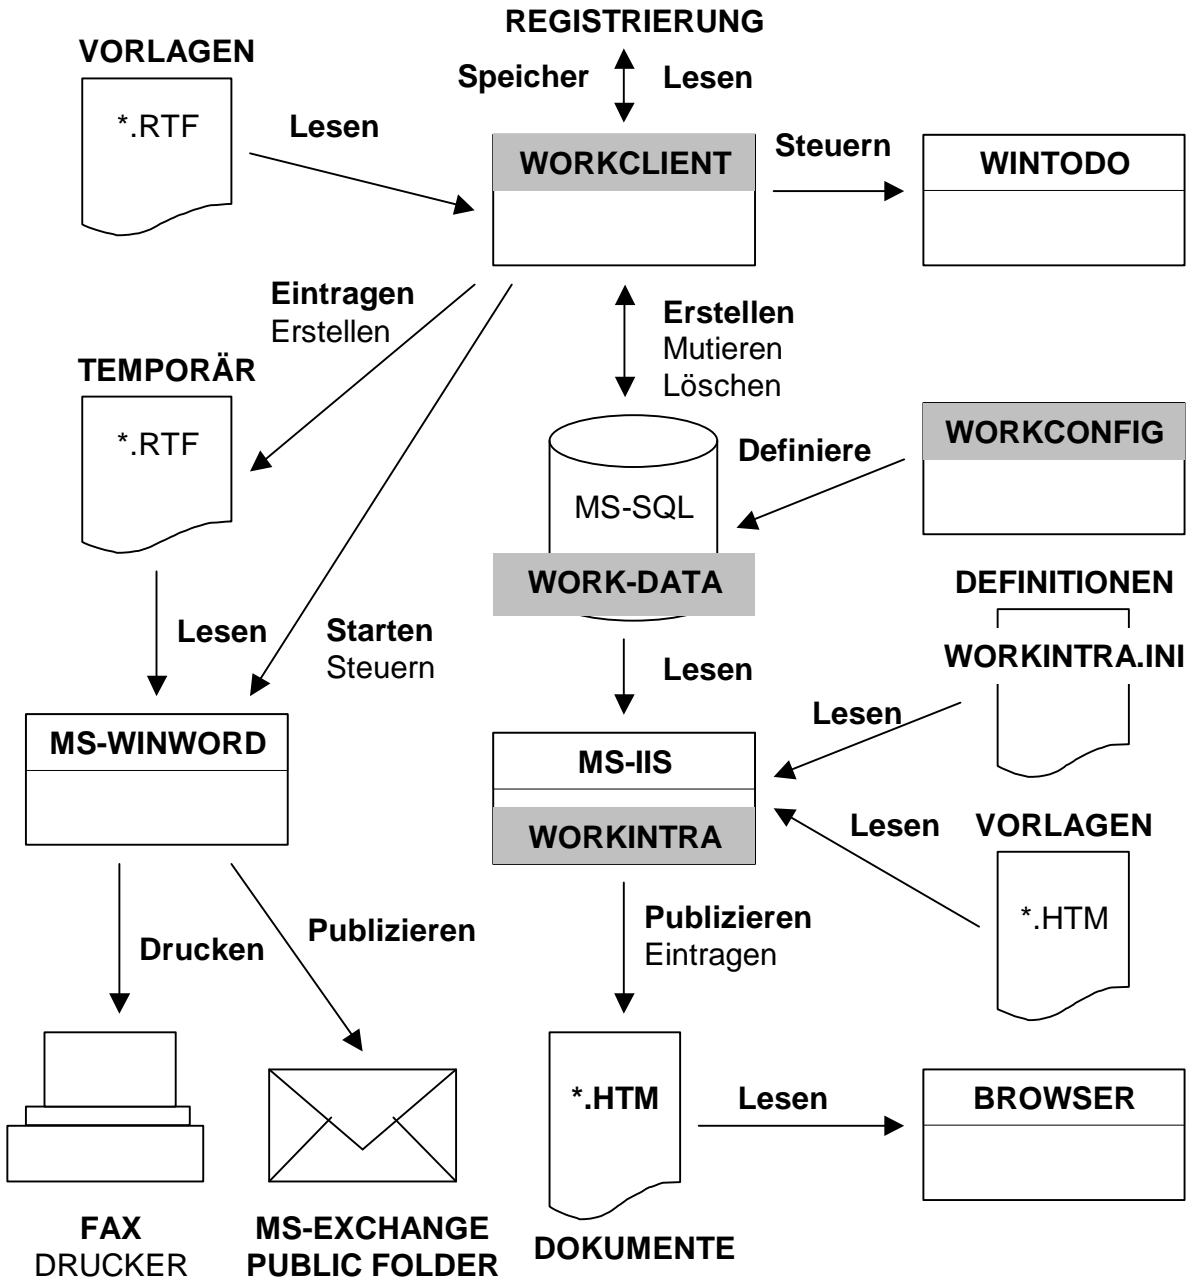 REGISTRIERUNG
VORLAGEN
Speicher
Lesen
*.RTF
Lesen
WORKCLIENT
Steuern
WINTODO
Eintragen
Erstellen
Erstellen
Mutieren
Löschen
TEMPORÄR
*.RTF
Definiere
WORKCONFIG
MS-SQL
WORK-DATA
DEFINITIONEN
WORKINTRA.INI
Lesen
Starten
Steuern
Lesen
Lesen
MS-WINWORD
MS-IIS
WORKINTRA
Lesen
VORLAGEN
*.HTM
Drucken
Publizieren
Publizieren
Eintragen
*.HTM
Lesen
BROWSER
FAX
DRUCKER
MS-EXCHANGE
PUBLIC FOLDER
DOKUMENTE